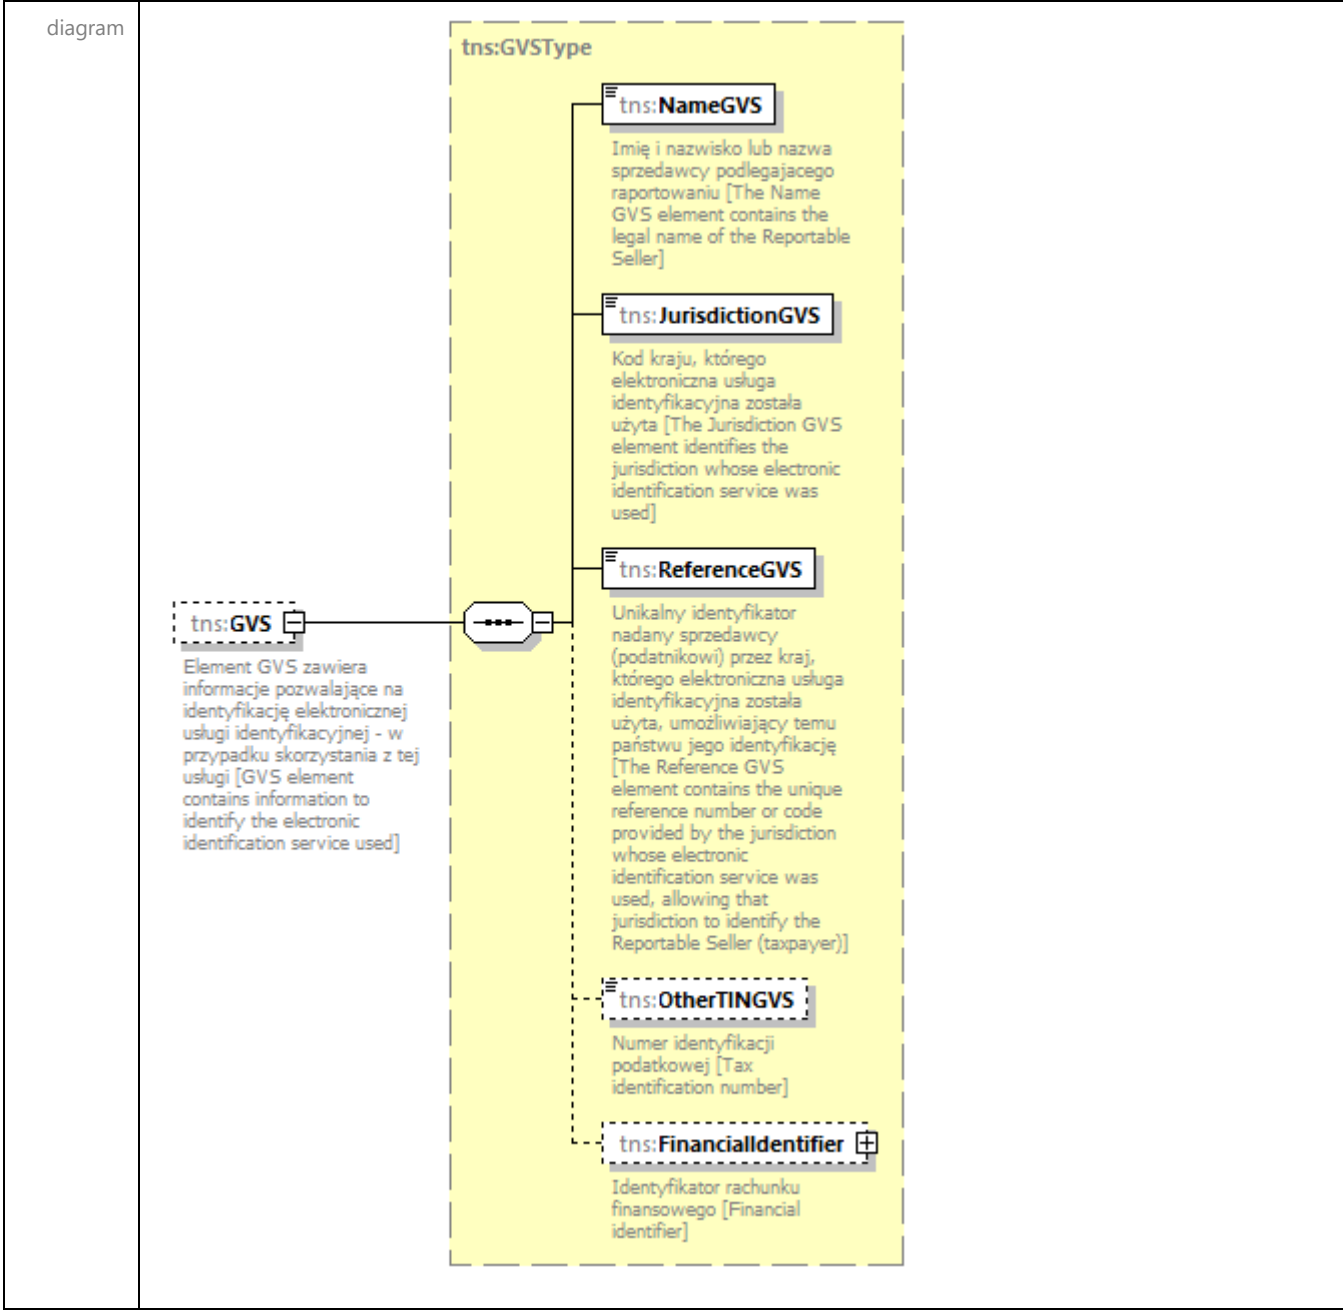 diagram
tns:GVSType
tns:NameGVS
Imię i nazwisko lub nazwa
sprzedawcy podlegajacego
raportowaniu [The Name
GVS element contains the
legal name of the Reportable
Seller]
tns:JurisdictionGVS
Kod kraju, którego
elektroniczna usługa
identyfikacyjna została
użyta [The Jurisdiction GVS
element identifies the
jurisdiction whose electronic
identification service was
used]
tns:ReferenceGVS
Unikalny identyfikator
nadany sprzedawcy
(podatnikowi) przez kraj,
którego elektroniczna usługa
identyfikacyjna została
użyta, umożliwiający temu
państwu jego identyfikację
[The Reference GVS
element contains the unique
reference number or code
provided by the jurisdiction
whose electronic
identification service was
used, allowing that
jurisdiction to identify the
Reportable Seller (taxpayer)]
tns:GVS
Element GVS zawiera
informacje pozwalające na
identyfikację elektronicznej
usługi identyfikacyjnej - w
przypadku skorzystania z tej
usługi [GVS element
contains information to
identify the electronic
identification service used]
tns:OtherTINGVS
Numer identyfikacji
podatkowej [Tax
identification number]
tns:FinancialIdentifier
Identyfikator rachunku
finansowego [Financial
identifier]